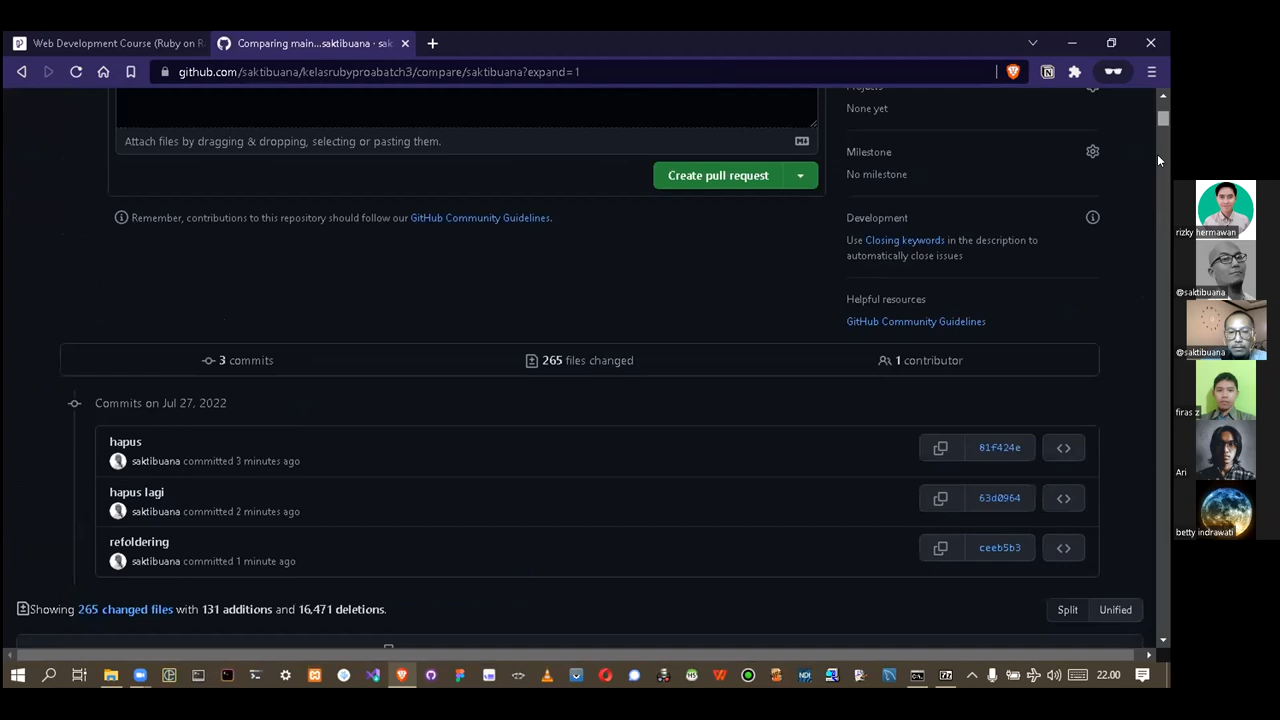 Web Development Course (Ruby on R
Comparing main...saktibuana · sak
github.com/saktibuana/kelasrubyproabatch3/compare/saktibuana?expand=1
Projects
None yet
Attach files by dragging & dropping, selecting or pasting them.
Milestone
No milestone
Create pull request
Remember, contributions to this repository should follow our GitHub Community Guidelines.
Development
Use Closing keywords in the description to
automatically close issues
Helpful resources
GitHub Community Guidelines
3 commits
265 files changed
1 contributor
Commits on Jul 27, 2022
hapus
saktibuana committed 3 minutes ago
81f424e
hapus lagi
saktibuana committed 2 minutes ago
63d0964
refoldering
saktibuana committed 1 minute ago
ceeb5b3
Showing 265 changed files with 131 additions and 16,471 deletions.
Split
Unified
rizky hermawan
@saktibuana
@saktibuana
firas z
Ari
betty indrawati
22.00